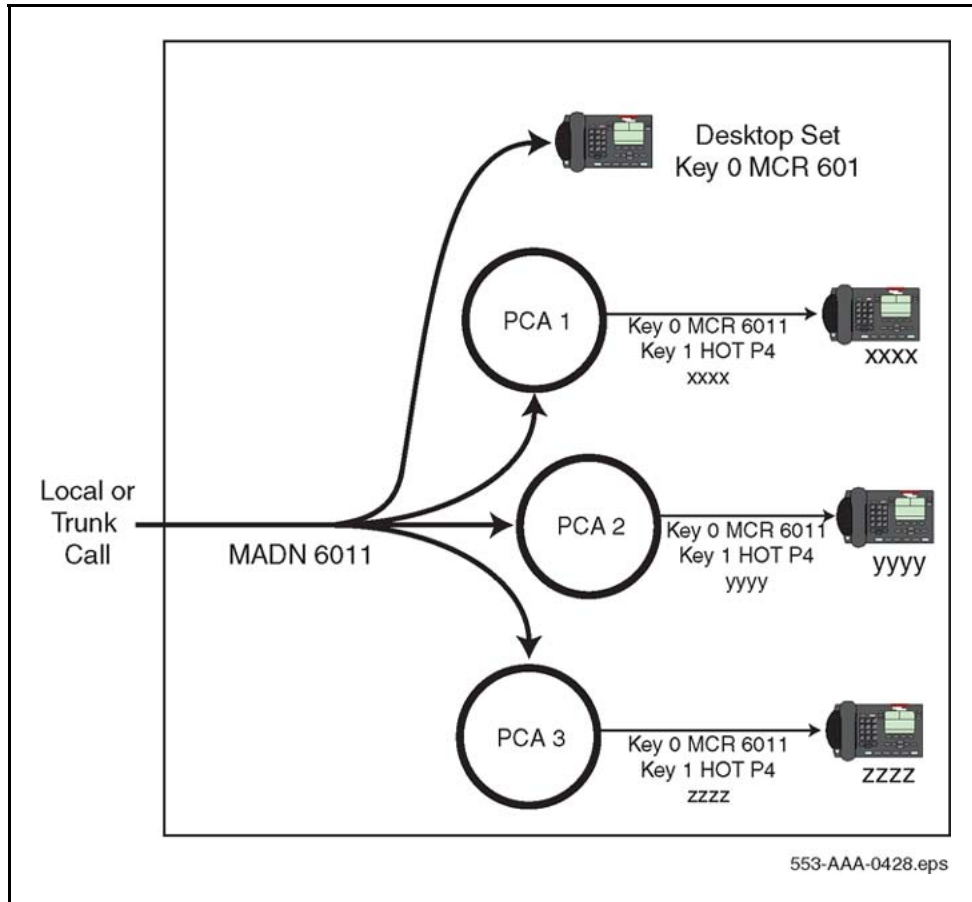 Desktop Set
Key 0 MCR 601
PCA 1
Key 0 MCR 6011
Key 1 HOT P4
xxxx
xxxx
Local or
Trunk
Call
MADN 6011
PCA 2
Key 0 MCR 6011
Key 1 HOT P4
yyyy
yyyy
PCA 3
Key 0 MCR 6011
Key 1 HOT P4
zzzz
zzzz
553-AAA-0428.eps